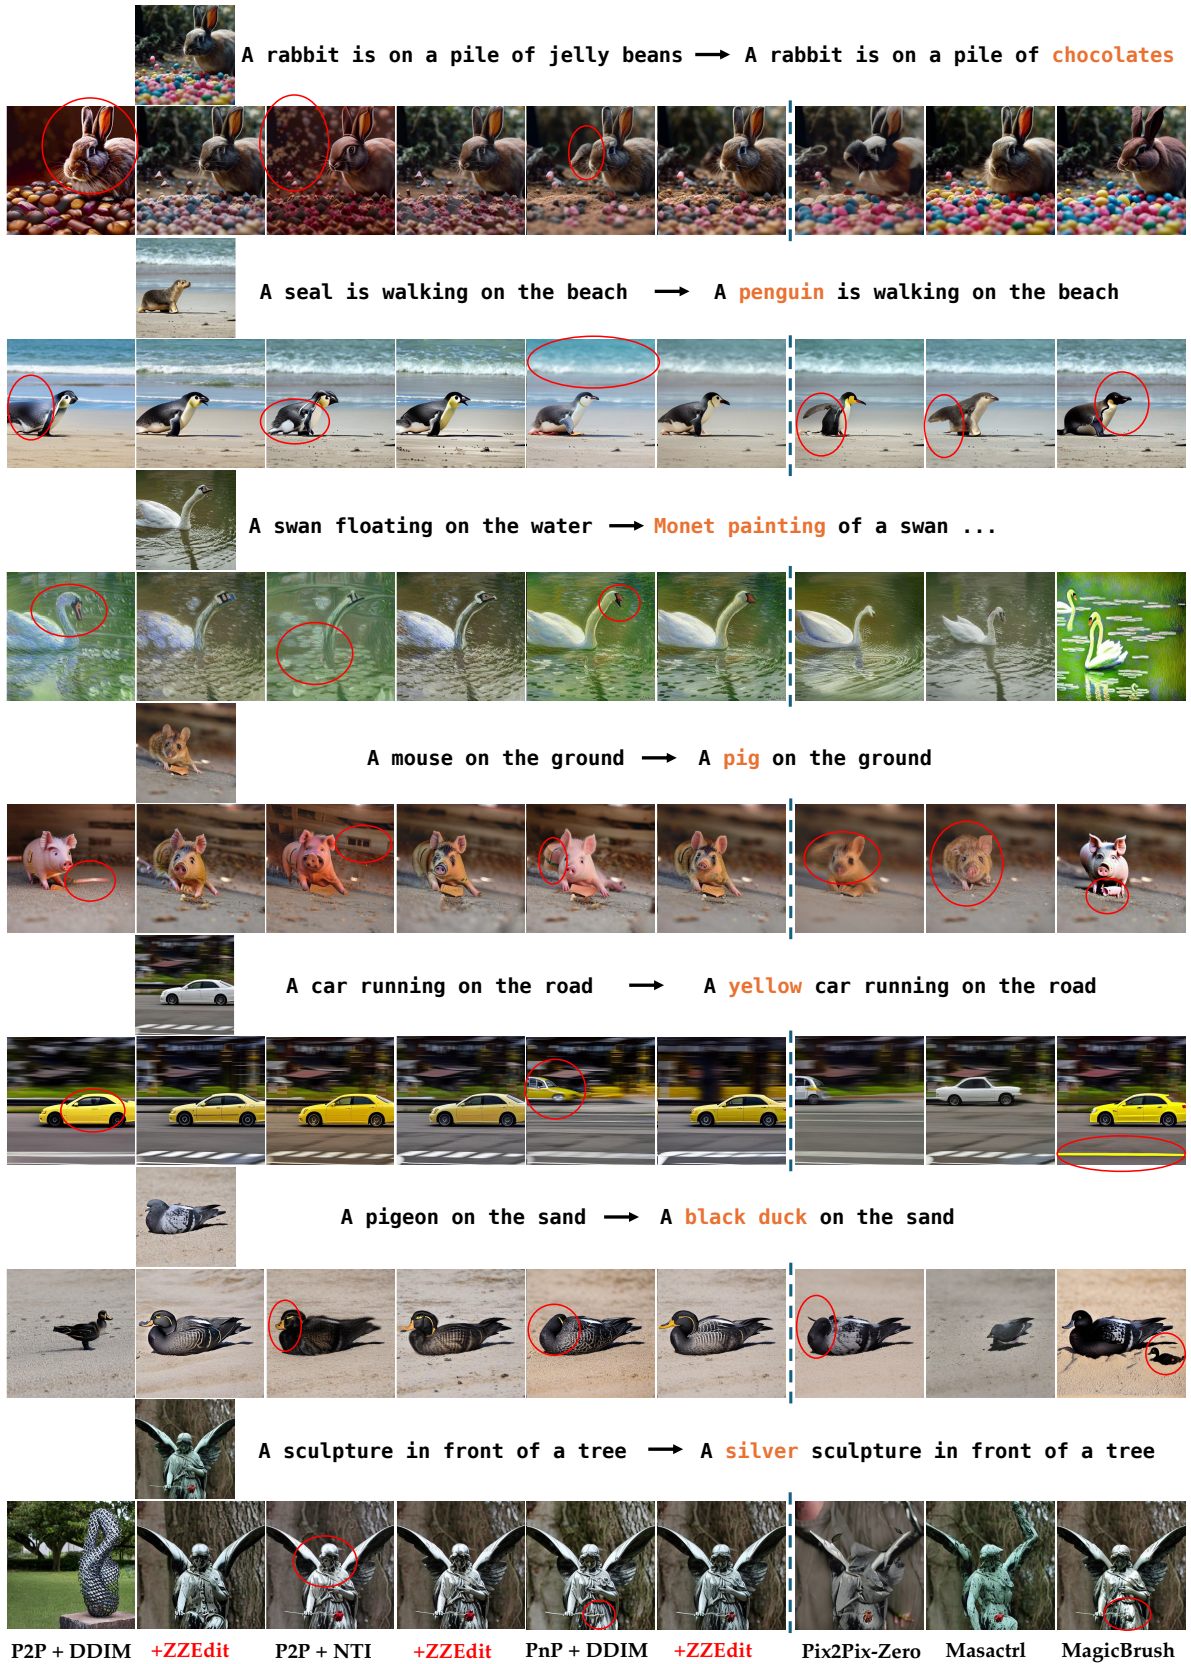 A rabbit is on a pile of jelly beans → A rabbit is on a pile of chocolates
A seal is walking on the beach → A penguin is walking on the beach
A swan floating on the water → Monet painting of a swan ...
A mouse on the ground → A pig on the ground
A car running on the road → A yellow car running on the road
A pigeon on the sand → A black duck on the sand
A sculpture in front of a tree → A silver sculpture in front of a tree
P2P + DDIM +ZZEdit P2P + NTI +ZZEdit PnP + DDIM +ZZEdit Pix2Pix-Zero Masactrl MagicBrush